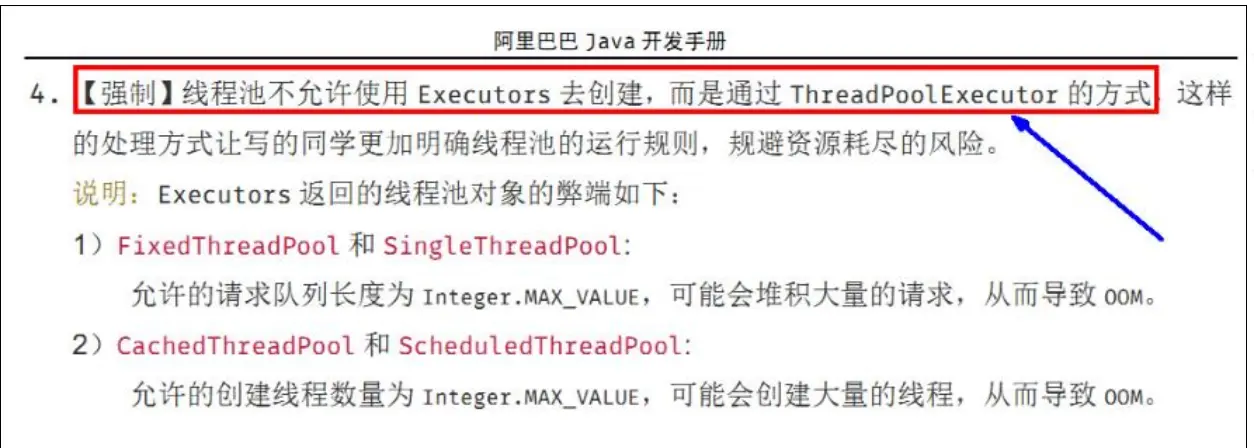 阿里巴巴 Java 开发手册
4. 【强制】线程池不允许使用 Executors 去创建，而是通过 ThreadPoolExecutor 的方式，这样
的处理方式让写的同学更加明确线程池的运行规则，规避资源耗尽的风险。
说明：Executors 返回的线程池对象的弊端如下：
1）FixedThreadPool 和 SingleThreadPool:
允许的请求队列长度为 Integer.MAX_VALUE，可能会堆积大量的请求，从而导致 OOM。
2）CachedThreadPool 和 ScheduledThreadPool:
允许的创建线程数量为 Integer.MAX_VALUE，可能会创建大量的线程，从而导致 OOM。